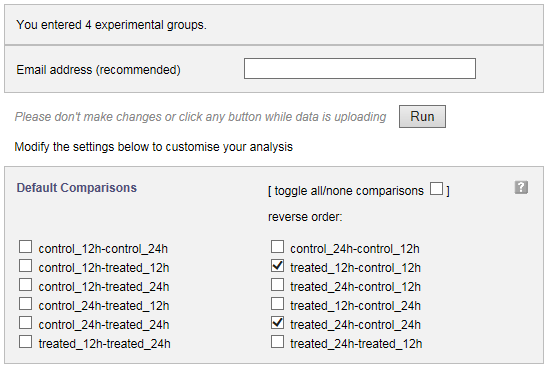 You entered 4 experimental groups.
Email address (recommended)
Please don't make changes or click any button while data is uploading Run
Modify the settings below to customise your analysis
Default Comparisons [ toggle all/none comparisons ] ?
reverse order:
control_12h-control_24h control_24h-control_12h
control_12h-treated_12h treated_12h-control_12h
control_12h-treated_24h treated_24h-control_12h
control_24h-treated_12h treated_12h-control_24h
control_24h-treated_24h treated_24h-control_24h
treated_12h-treated_24h treated_24h-treated_12h